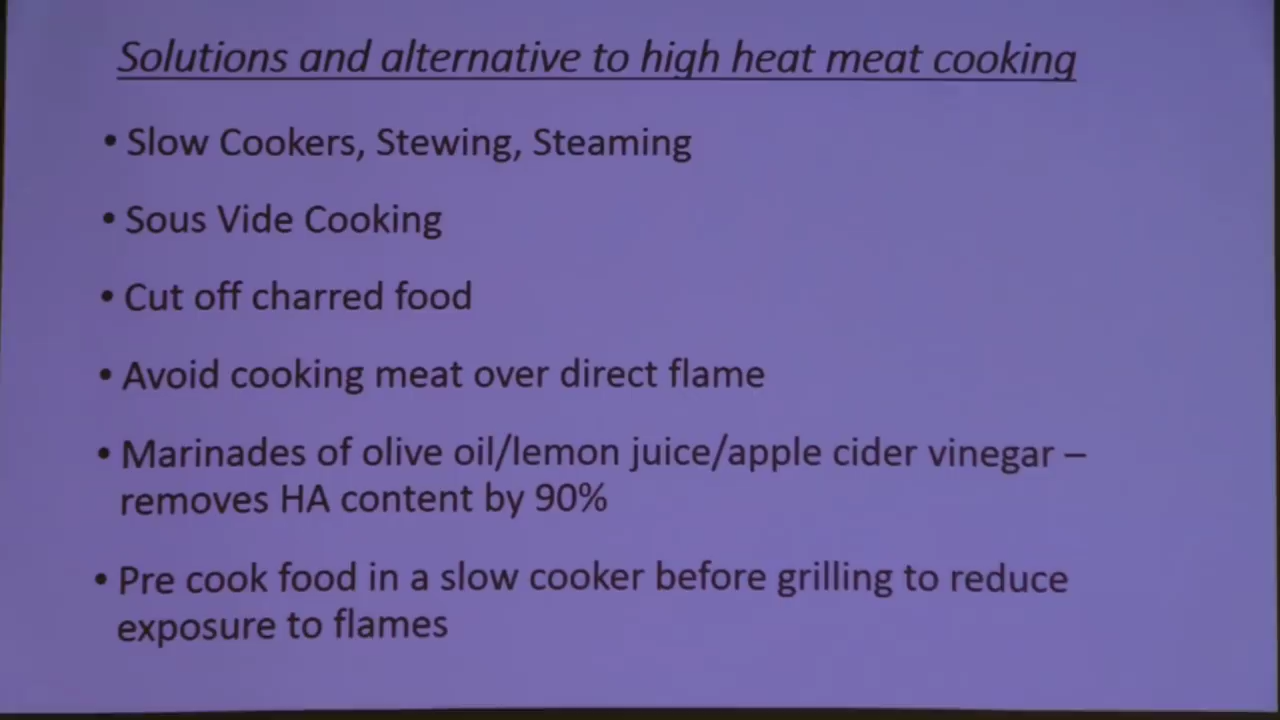 Solutions and alternative to high heat meat cooking
• Slow Cookers, Stewing, Steaming
• Sous Vide Cooking
• Cut off charred food
• Avoid cooking meat over direct flame
• Marinades of olive oil/lemon juice/apple cider vinegar –
removes HA content by 90%
• Pre cook food in a slow cooker before grilling to reduce
exposure to flames